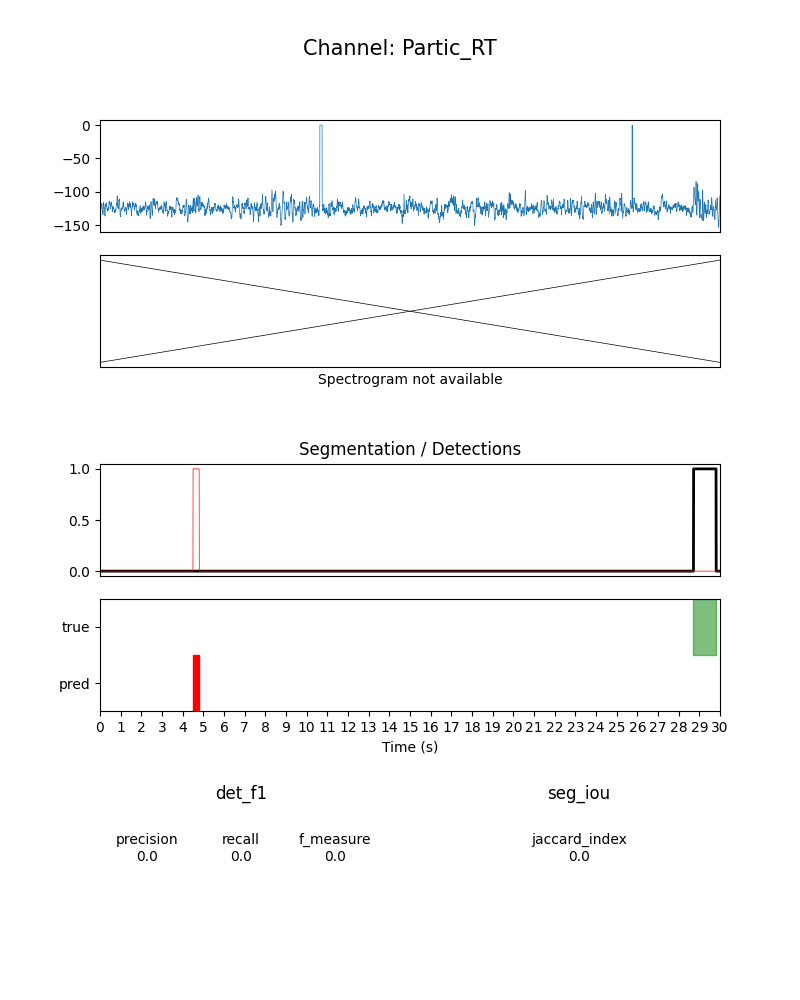 Channel: Partic_RT
0
−50
−100
−150
Spectrogram not available
Segmentation / Detections
1.0
0.5
0.0
true
pred
0 1 2 3 4 5 6 7 8 9 10 11 12 13 14 15 16 17 18 19 20 21 22 23 24 25 26 27 28 29 30
Time (s)
det_f1 seg_iou
precision recall f_measure jaccard_index
0.0 0.0 0.0 0.0